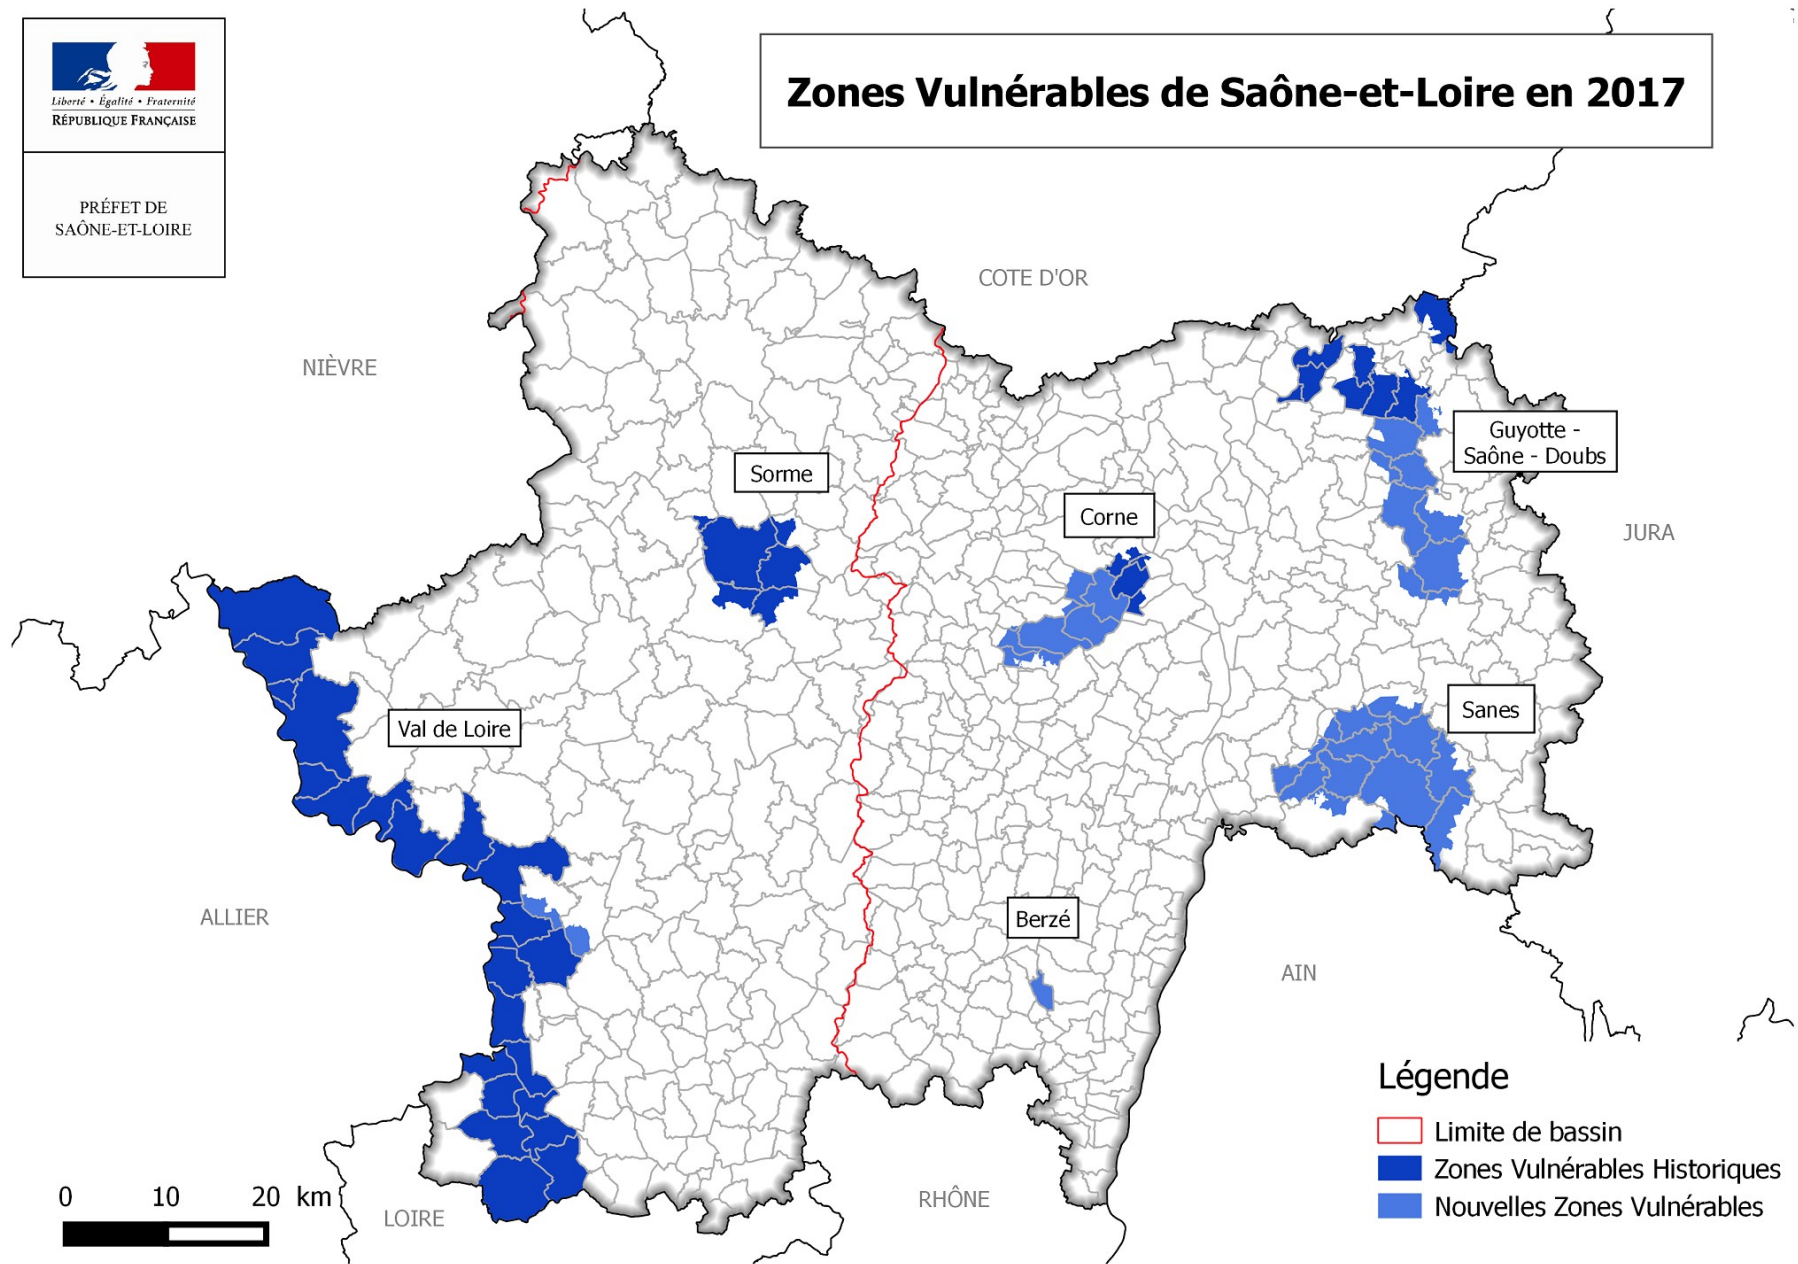 Liberté • Égalité • Fraternité
RÉPUBLIQUE FRANÇAISE
PRÉFET DE
SAÔNE-ET-LOIRE
Zones Vulnérables de Saône-et-Loire en 2017
COTE D'OR
NIÈVRE
Guyotte -
Saône - Doubs
Sorme
Corne
JURA
Sanes
Val de Loire
ALLIER
Berzé
AIN
Légende
Limite de bassin
Zones Vulnérables Historiques
Nouvelles Zones Vulnérables
0 10 20 km
LOIRE
RHÔNE